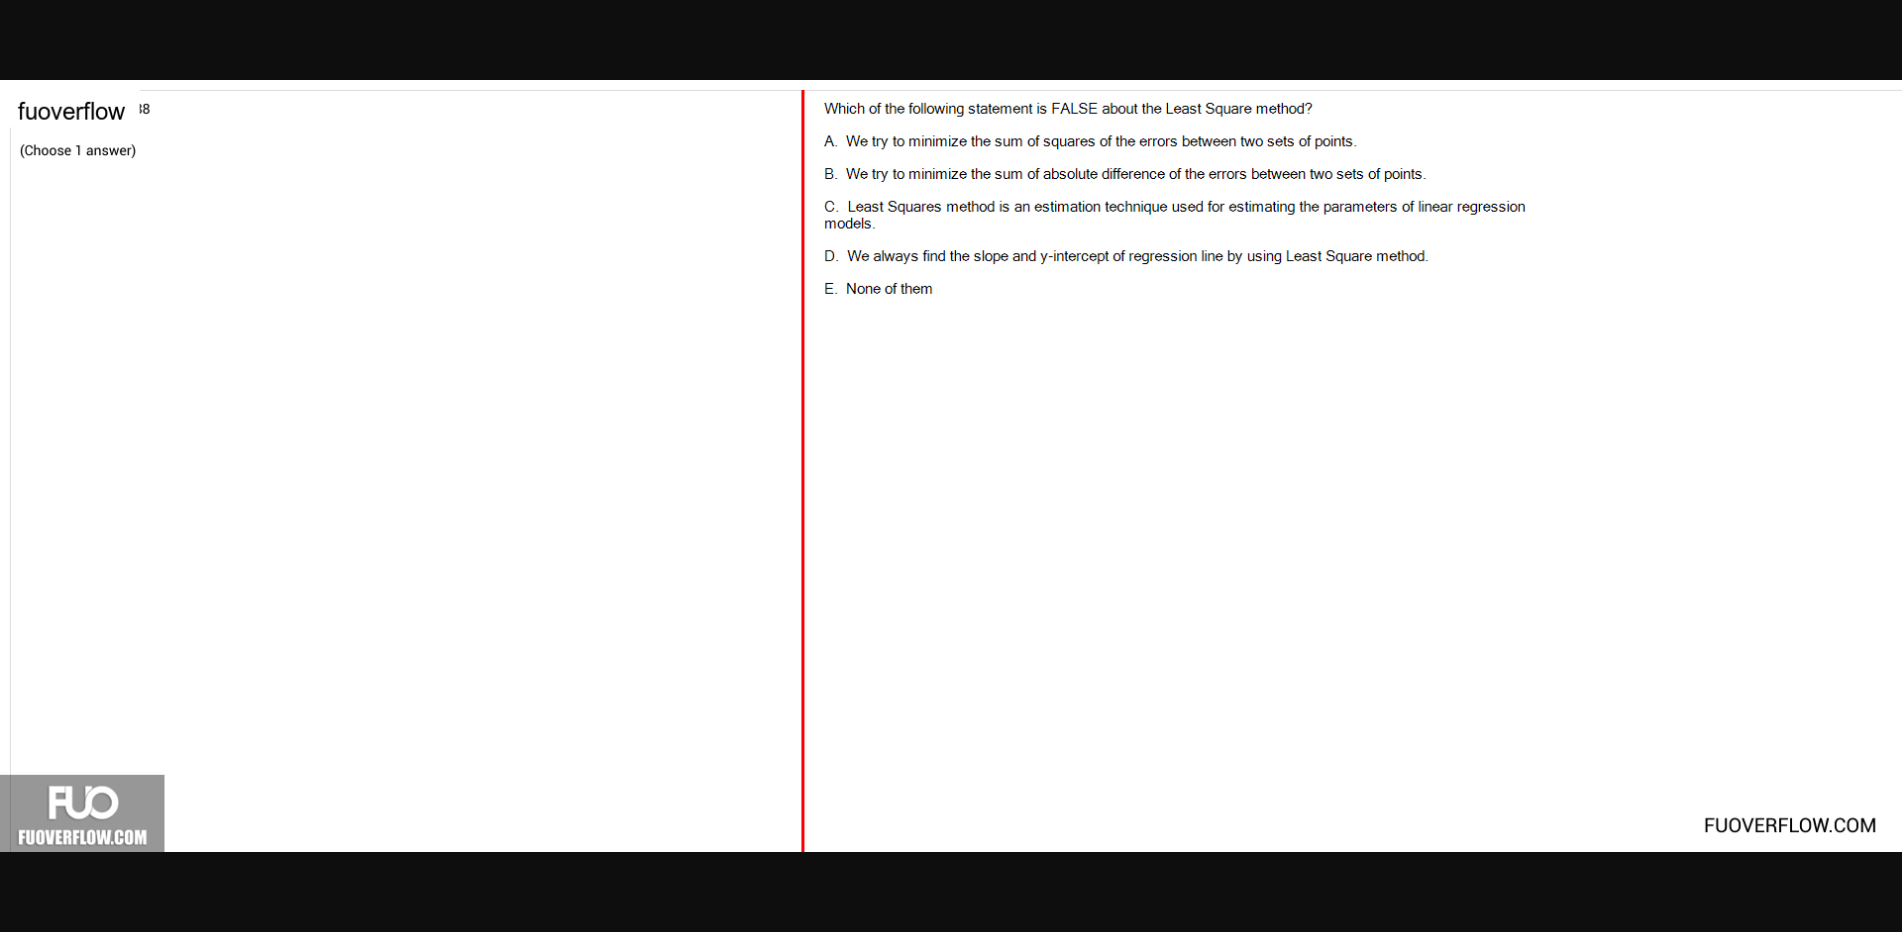 fuoverflow
38
(Choose 1 answer)
Which of the following statement is FALSE about the Least Square method?
A. We try to minimize the sum of squares of the errors between two sets of points.
B. We try to minimize the sum of absolute difference of the errors between two sets of points.
C. Least Squares method is an estimation technique used for estimating the parameters of linear regression
models.
D. We always find the slope and y-intercept of regression line by using Least Square method.
E. None of them
FUO
FUOVERFLOW.COM
FUOVERFLOW.COM